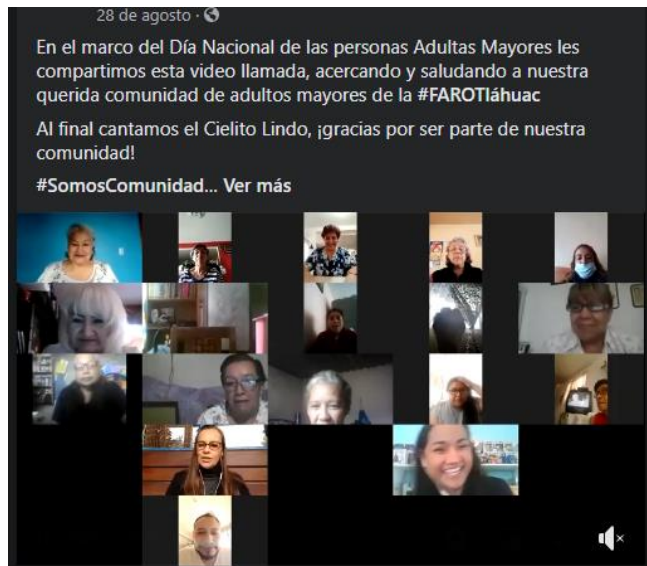 28 de agosto ·
En el marco del Día Nacional de las personas Adultas Mayores les
compartimos esta video llamada, acercando y saludando a nuestra
querida comunidad de adultos mayores de la #FAROTláhuac
Al final cantamos el Cielito Lindo, ¡gracias por ser parte de nuestra
comunidad!
#SomosComunidad... Ver más